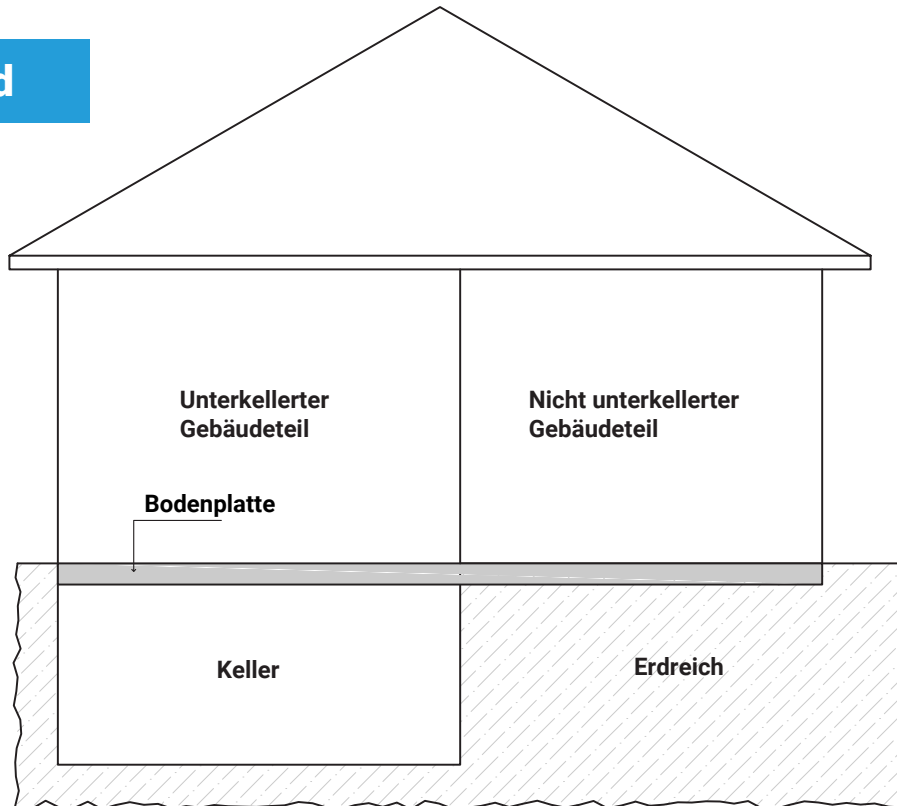 d
Unterkellerter
Gebäudeteil
Nicht unterkellerter
Gebäudeteil
Bodenplatte
Keller
Erdreich